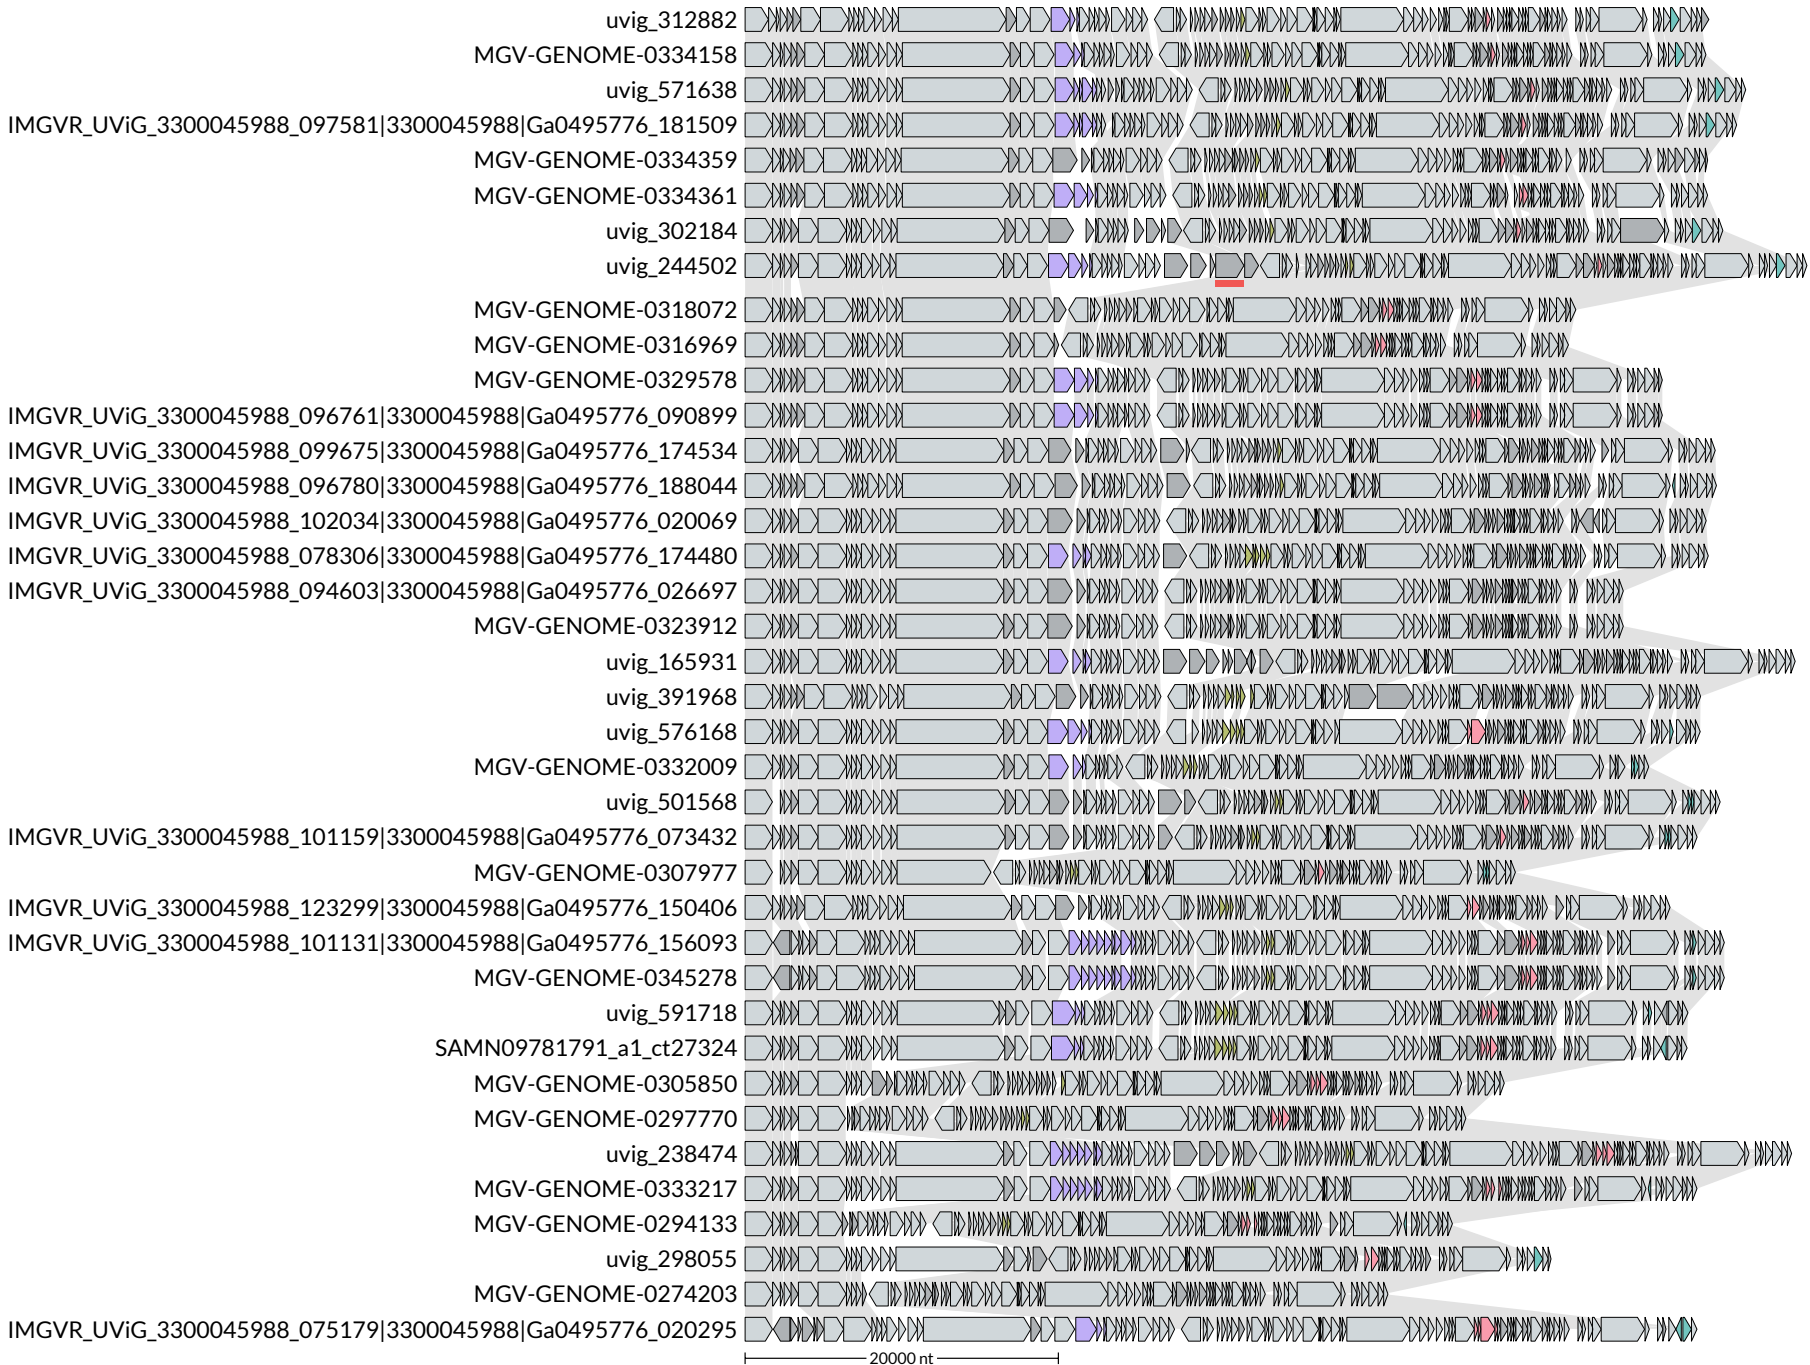 uvig_312882
MGV-GENOME-0334158
uvig_571638
IMGVR_UViG_3300045988_097581|3300045988|Ga0495776_181509
MGV-GENOME-0334359
MGV-GENOME-0334361
uvig_302184
uvig_244502
MGV-GENOME-0318072
MGV-GENOME-0316969
MGV-GENOME-0329578
IMGVR_UViG_3300045988_096761|3300045988|Ga0495776_090899
IMGVR_UViG_3300045988_099675|3300045988|Ga0495776_174534
IMGVR_UViG_3300045988_096780|3300045988|Ga0495776_188044
IMGVR_UViG_3300045988_102034|3300045988|Ga0495776_020069
IMGVR_UViG_3300045988_078306|3300045988|Ga0495776_174480
IMGVR_UViG_3300045988_094603|3300045988|Ga0495776_026697
MGV-GENOME-0323912
uvig_165931
uvig_391968
uvig_576168
MGV-GENOME-0332009
uvig_501568
IMGVR_UViG_3300045988_101159|3300045988|Ga0495776_073432
MGV-GENOME-0307977
IMGVR_UViG_3300045988_123299|3300045988|Ga0495776_150406
IMGVR_UViG_3300045988_101131|3300045988|Ga0495776_156093
MGV-GENOME-0345278
uvig_591718
SAMN09781791_a1_ct27324
MGV-GENOME-0305850
MGV-GENOME-0297770
uvig_238474
MGV-GENOME-0333217
MGV-GENOME-0294133
uvig_298055
MGV-GENOME-0274203
IMGVR_UViG_3300045988_075179|3300045988|Ga0495776_020295
20000 nt